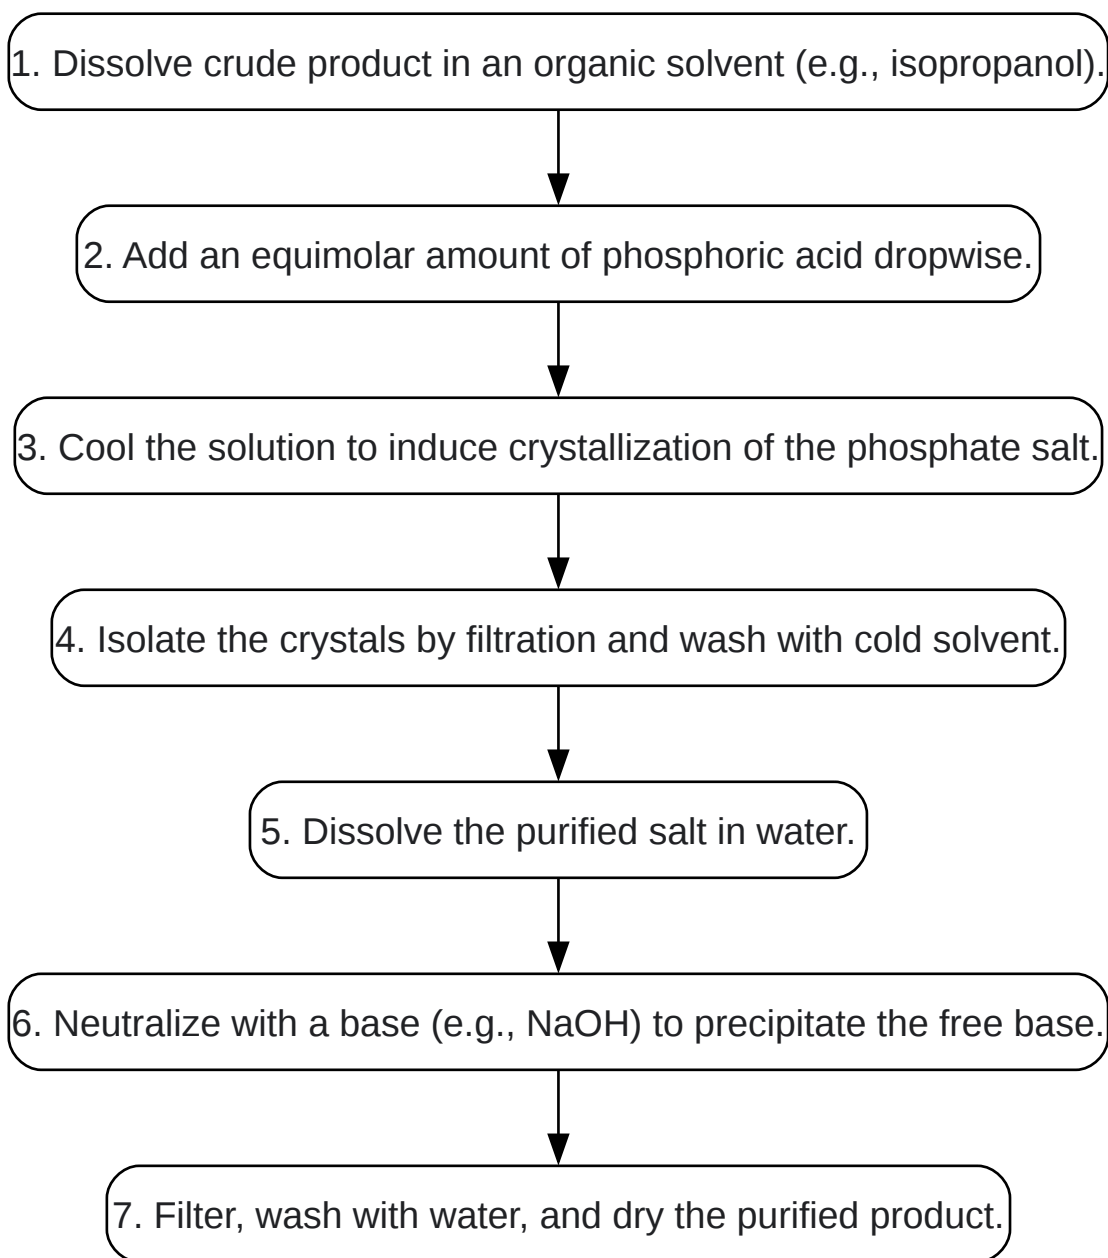 1. Dissolve crude product in an organic solvent (e.g., isopropanol).
2. Add an equimolar amount of phosphoric acid dropwise.
3. Cool the solution to induce crystallization of the phosphate salt.
4. Isolate the crystals by filtration and wash with cold solvent.
5. Dissolve the purified salt in water.
6. Neutralize with a base (e.g., NaOH) to precipitate the free base.
7. Filter, wash with water, and dry the purified product.